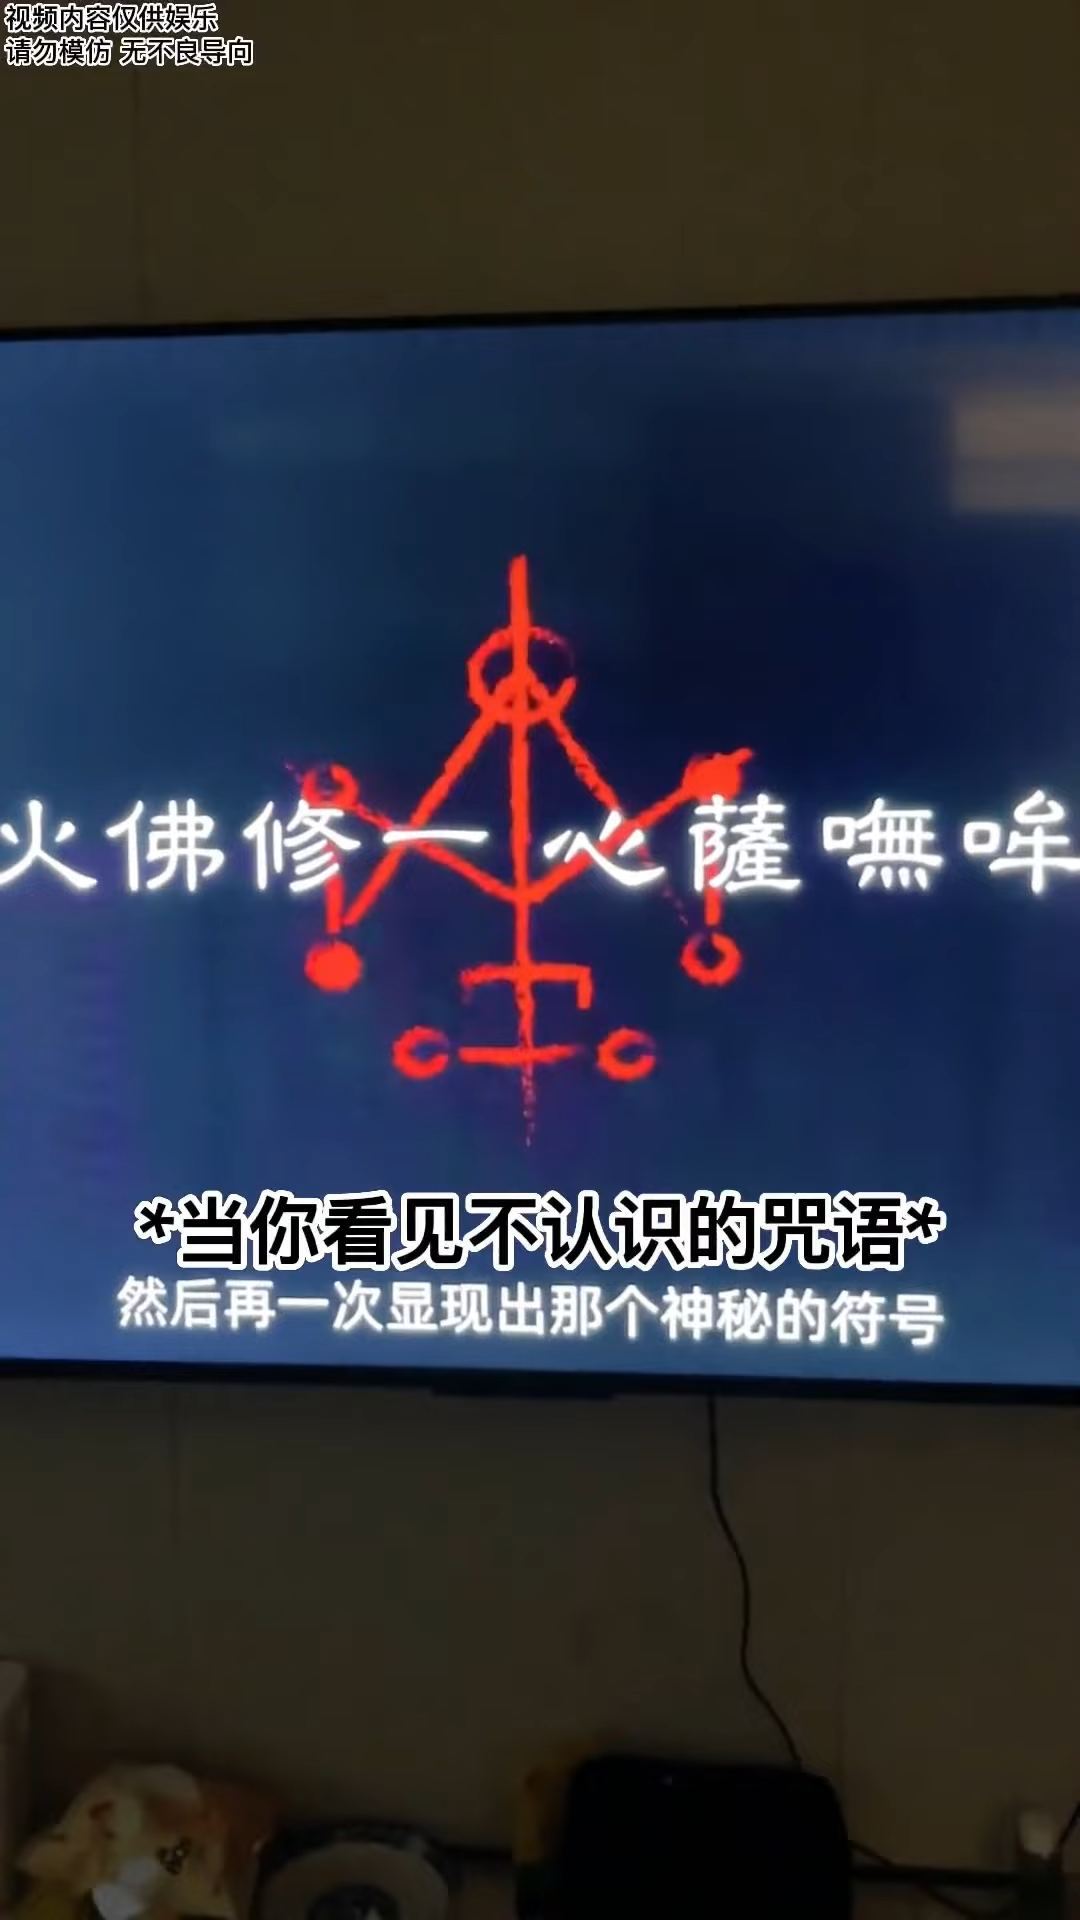 视频内容仅供娱乐
请勿模仿 无不良导向
火佛修一 心薩嘸哞
*当你看见不认识的咒语*
然后再一次显现出那个神秘的符号